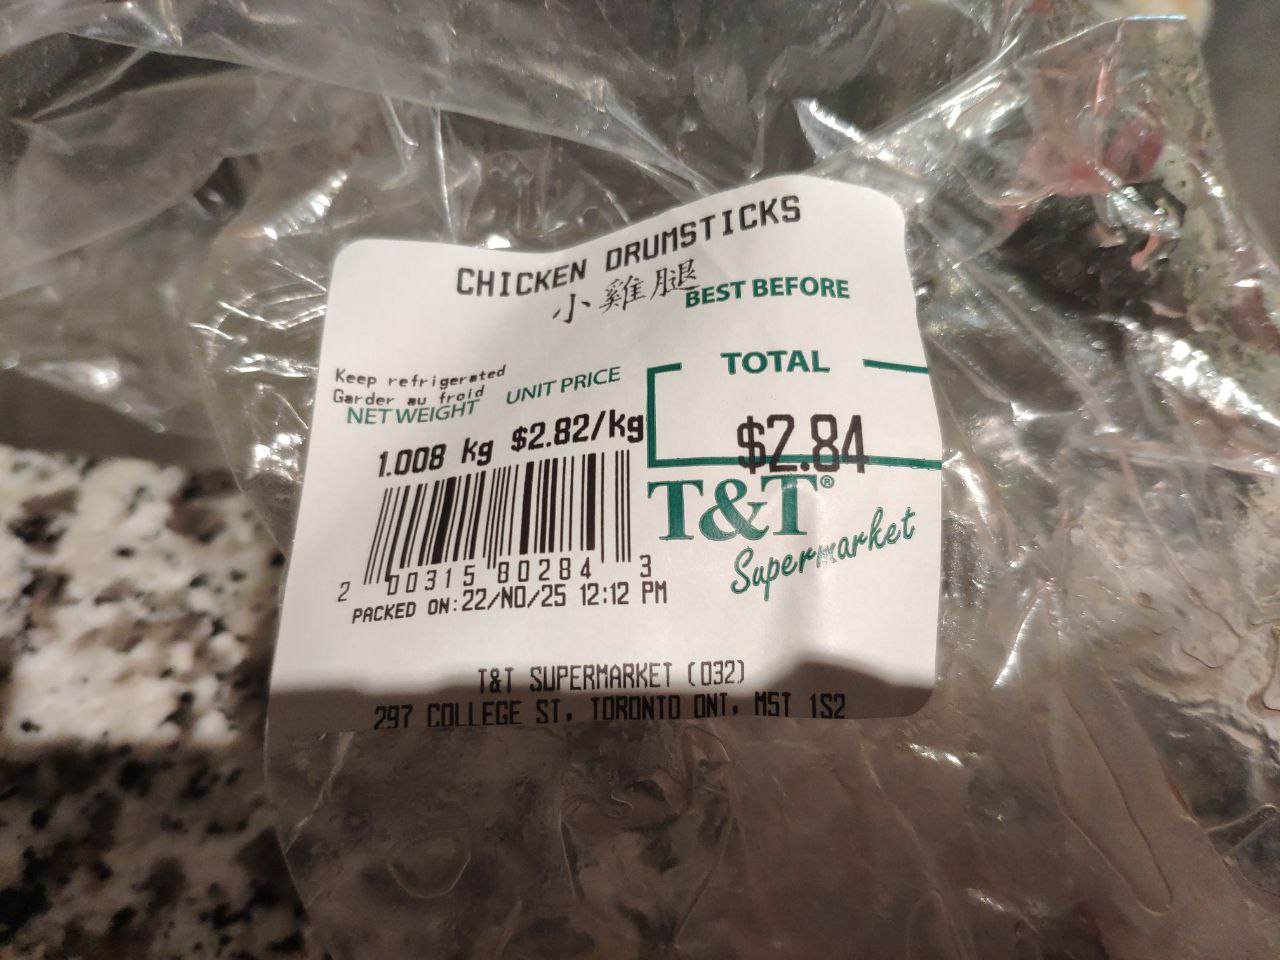 CHICKEN DRUMSTICKS
小雞腿
BEST BEFORE
Keep refrigerated
Garder au froid
NET WEIGHT
UNIT PRICE
TOTAL
1.008 kg
$2.82/kg
$2.84
2 00315 80284 3
T&T®
Supermarket
PACKED ON:22/NO/25 12:12 PM
T&T SUPERMARKET (032)
297 COLLEGE ST, TORONTO ONT, M5T 1S2